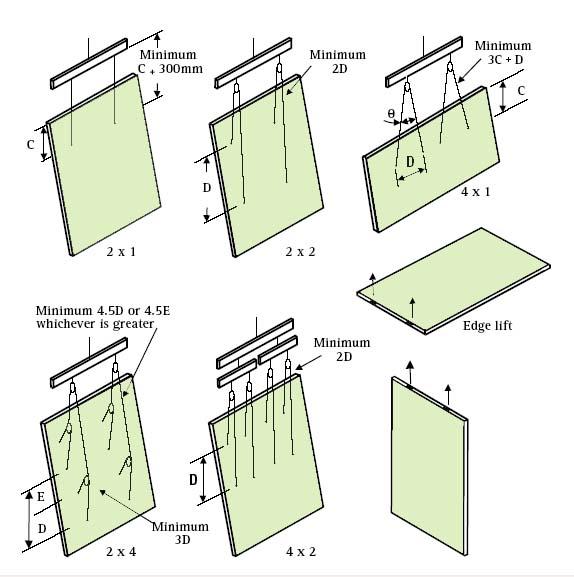 Minimum
C + 300mm
C
2 x 1
Minimum
2D
D
2 x 2
Minimum
3C + D
C
θ
D
4 x 1
Edge lift
Minimum 4.5D or 4.5E
whichever is greater
E
D
Minimum
3D
2 x 4
Minimum
2D
D
4 x 2